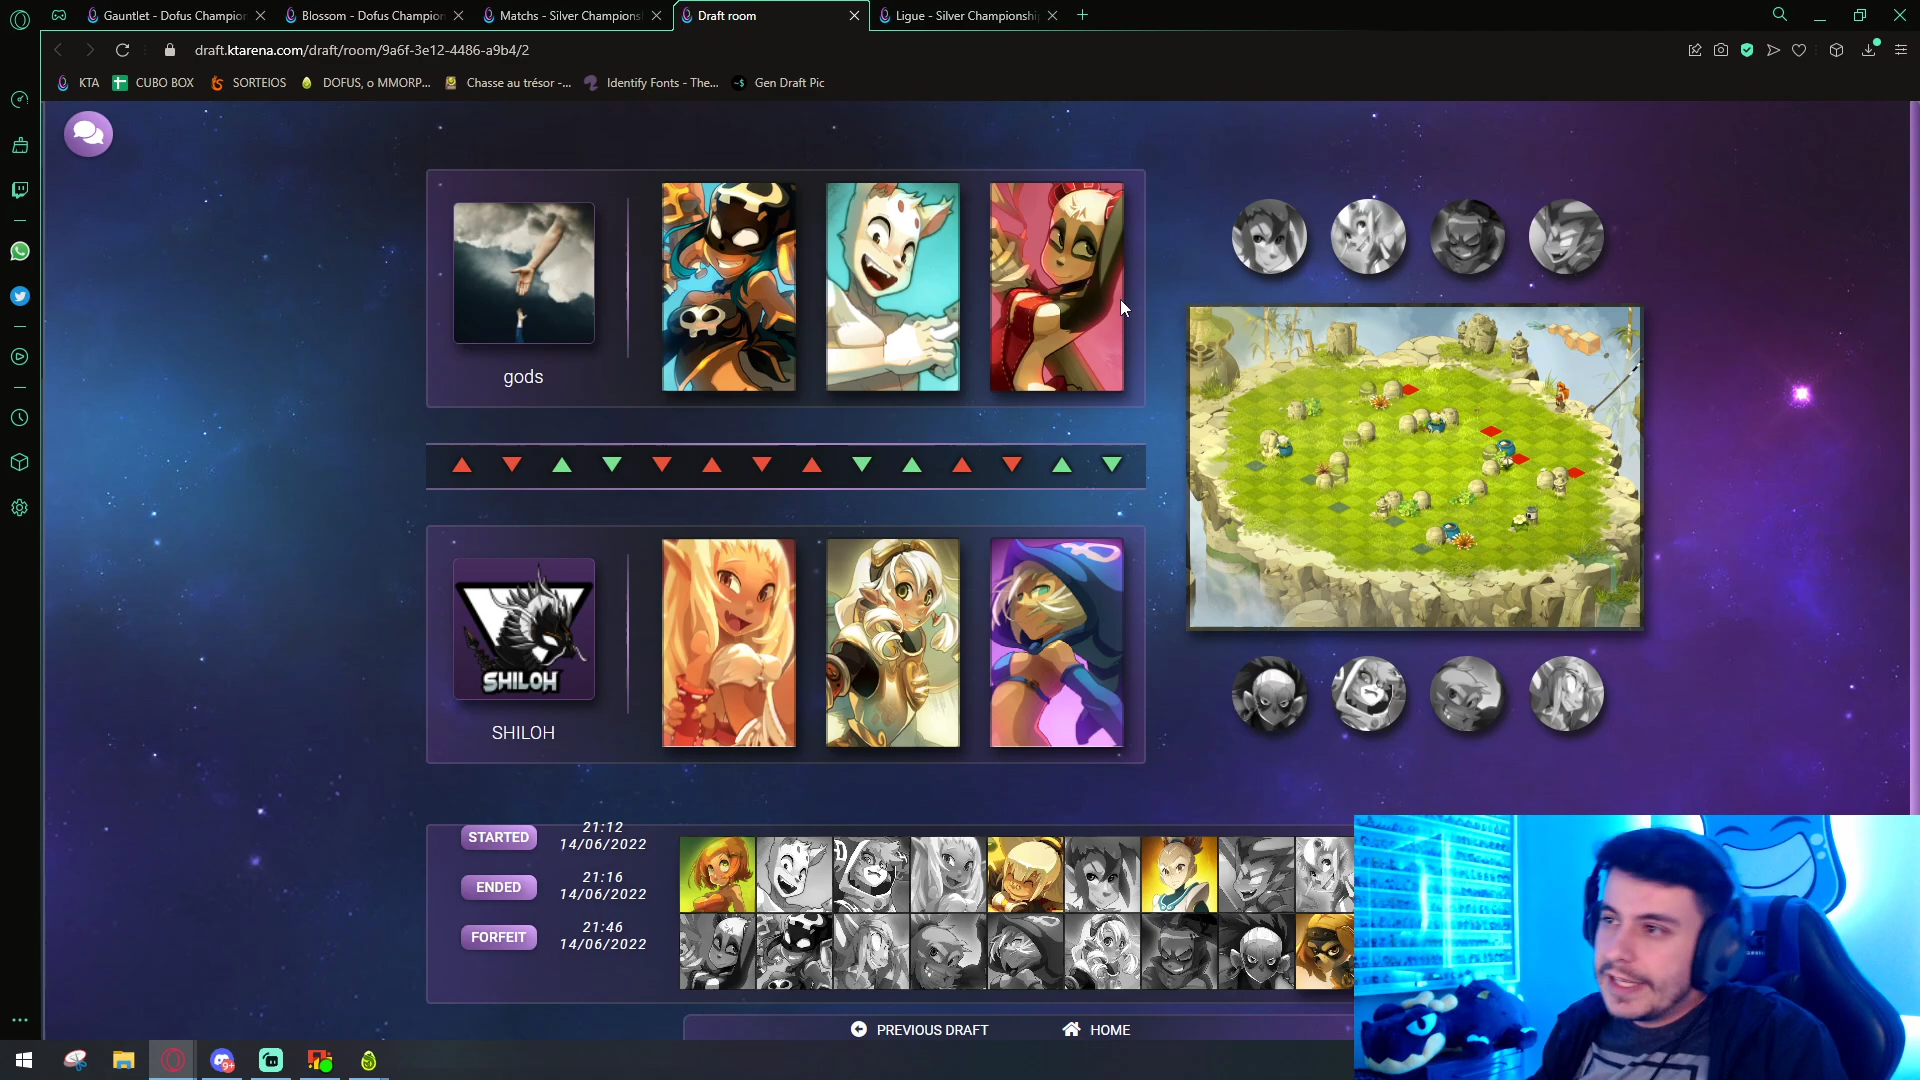 Gauntlet - Dofus Champion
Blossom - Dofus Champion
Matchs - Silver Champions
Draft room
Ligue - Silver Championshi
draft.ktarena.com/draft/room/9a6f-3e12-4486-a9b4/2
KTA
CUBO BOX
SORTEIOS
DOFUS, o MMORP...
Chasse au trésor -...
Identify Fonts - The...
~$ Gen Draft Pic
gods
SHILOH
SHILOH
STARTED 21:12
14/06/2022
ENDED 21:16
14/06/2022
FORFEIT 21:46
14/06/2022
PREVIOUS DRAFT
HOME
9+